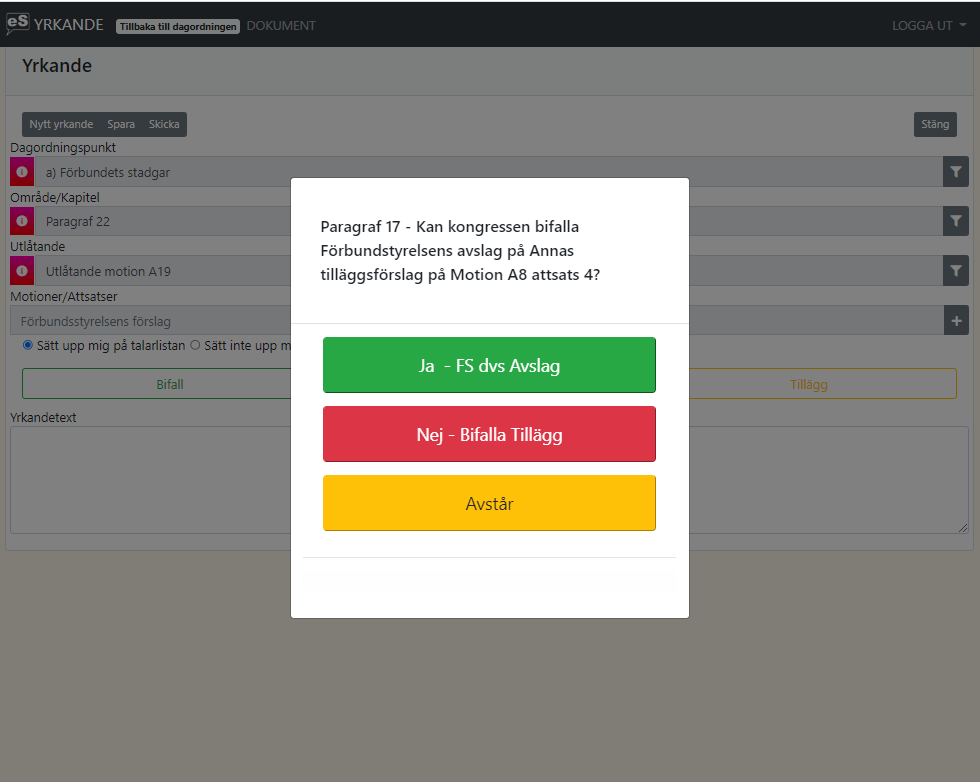 eS YRKANDE Tillbaka till dagordningen DOKUMENT LOGGA UT
Yrkande
Nytt yrkande Spara Skicka Stäng
Dagordningspunkt
a) Förbundets stadgar
Område/Kapitel
Paragraf 22
Utlåtande
Utlåtande motion A19
Motioner/Attsatser
Förbundsstyrelsens förslag
Sätt upp mig på talarlistan Sätt inte upp m
Bifall Tillägg
Yrkandetext
Paragraf 17 - Kan kongressen bifalla
Förbundstyrelsens avslag på Annas
tilläggsförslag på Motion A8 attsats 4?
Ja - FS dvs Avslag
Nej - Bifalla Tillägg
Avstår